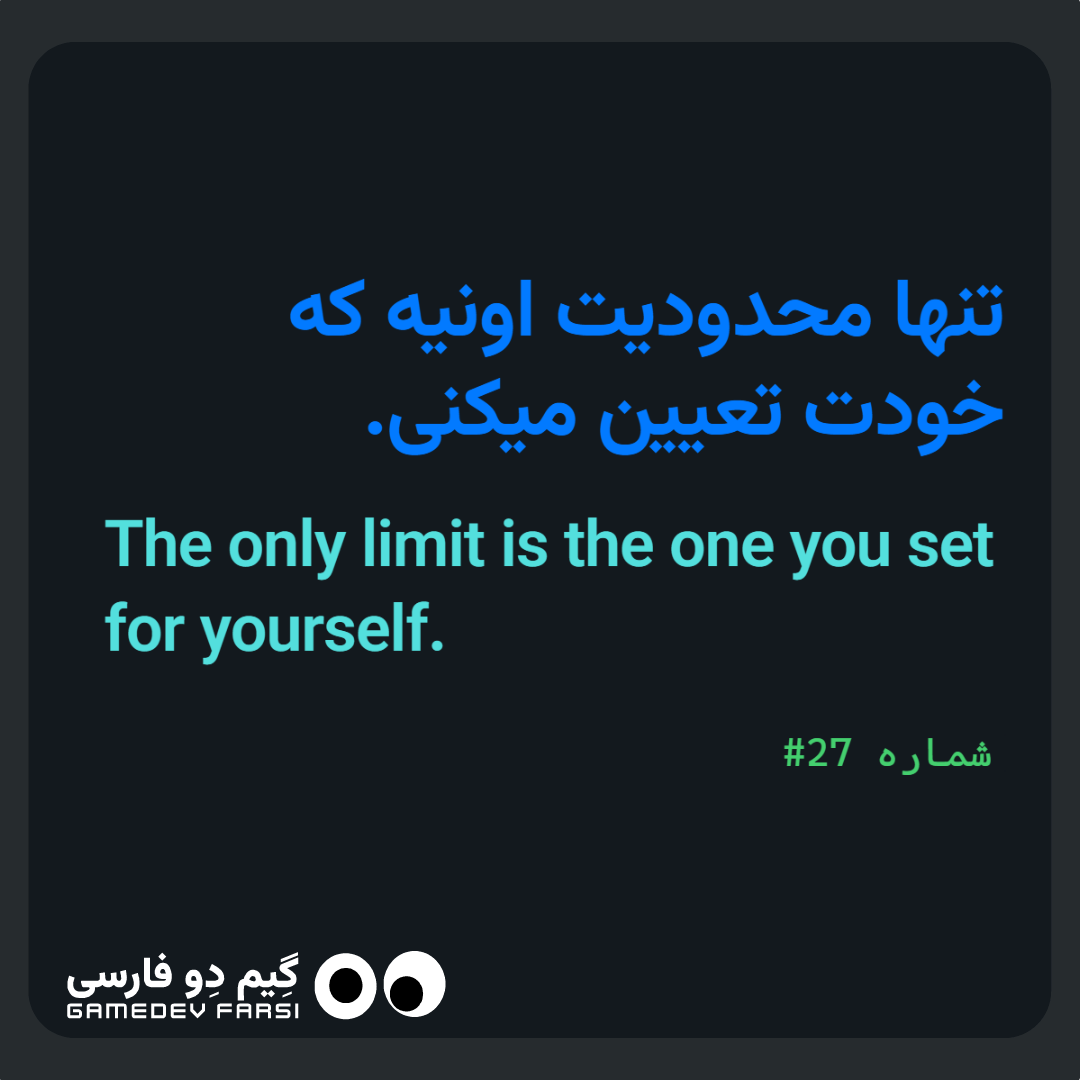 تنها محدودیت اونیه که
خودت تعیین میکنی.
The only limit is the one you set
for yourself.
شماره #27
گِیم دِو فارسی
GAMEDEV FARSI